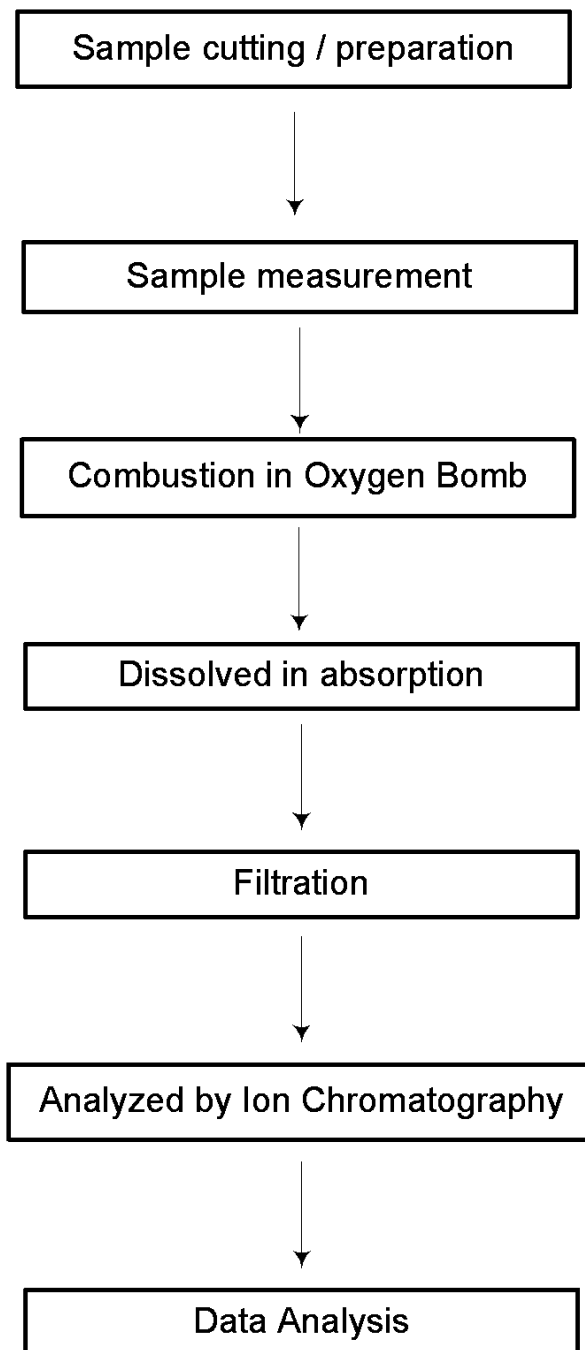 Sample cutting / preparation
Sample measurement
Combustion in Oxygen Bomb
Dissolved in absorption
Filtration
Analyzed by Ion Chromatography
Data Analysis